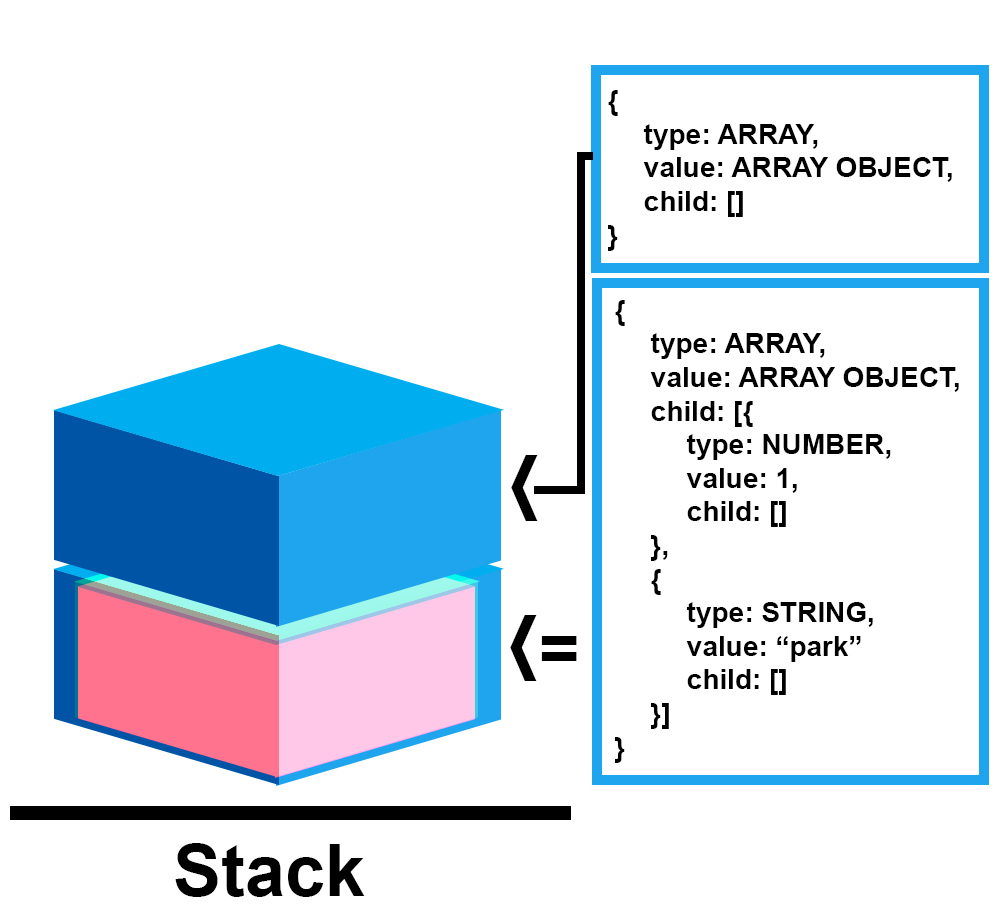 {
type: ARRAY,
value: ARRAY OBJECT,
child: []
}
{
type: ARRAY,
value: ARRAY OBJECT,
child: [{
type: NUMBER,
value: 1,
child: []
},
{
type: STRING,
value: “park”
child: []
}]
}
=
Stack